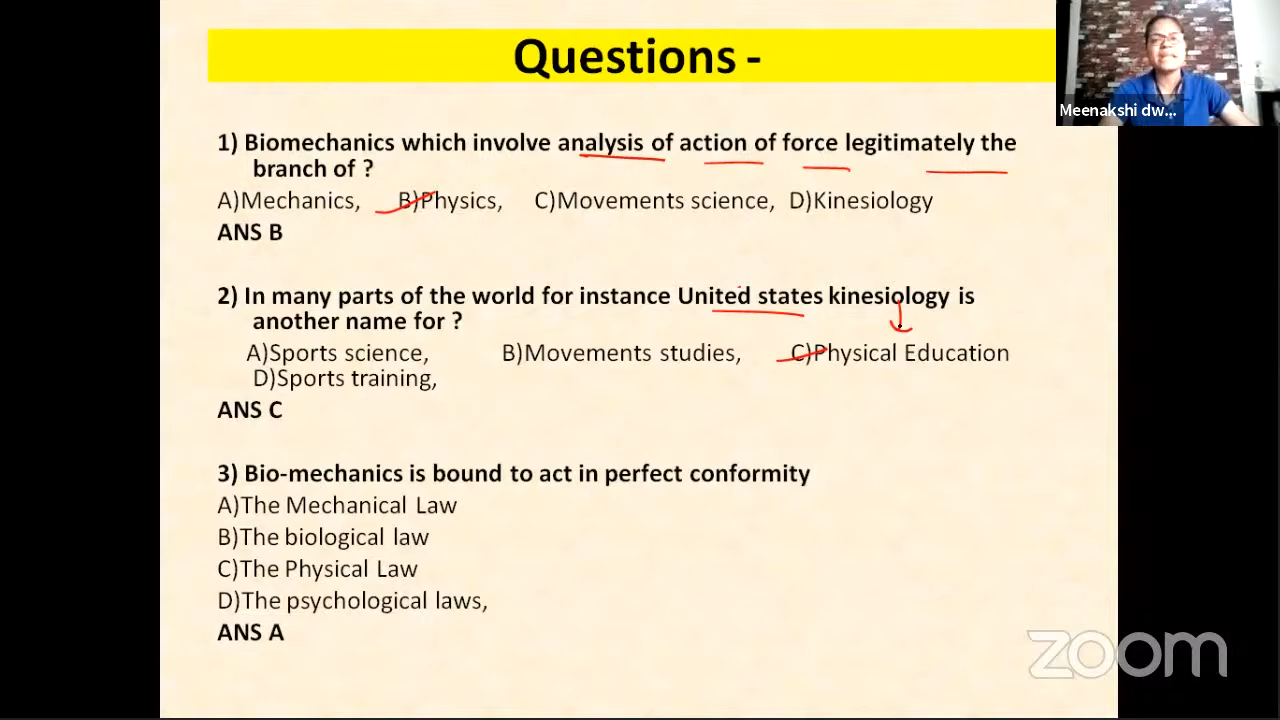 Questions -
Meenakshi dw...
1) Biomechanics which involve analysis of action of force legitimately the
branch of ?
A)Mechanics, B)Physics, C)Movements science, D)Kinesiology
ANS B
2) In many parts of the world for instance United states kinesiology is
another name for ?
A)Sports science, B)Movements studies, C)Physical Education
D)Sports training,
ANS C
3) Bio-mechanics is bound to act in perfect conformity
A)The Mechanical Law
B)The biological law
C)The Physical Law
D)The psychological laws,
ANS A
zoom